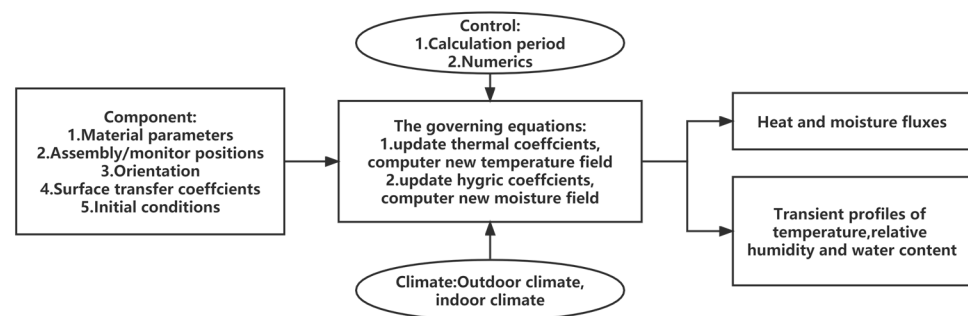 Control:
1.Calculation period
2.Numerics
Component:
1.Material parameters
2.Assembly/monitor positions
3.Orientation
4.Surface transfer coeffcients
5.Initial conditions
The governing equations:
1.update thermal coeffcients,
computer new temperature field
2.update hygric coeffcients,
computer new moisture field
Heat and moisture fluxes
Transient profiles of
temperature,relative
humidity and water content
Climate:Outdoor climate,
indoor climate